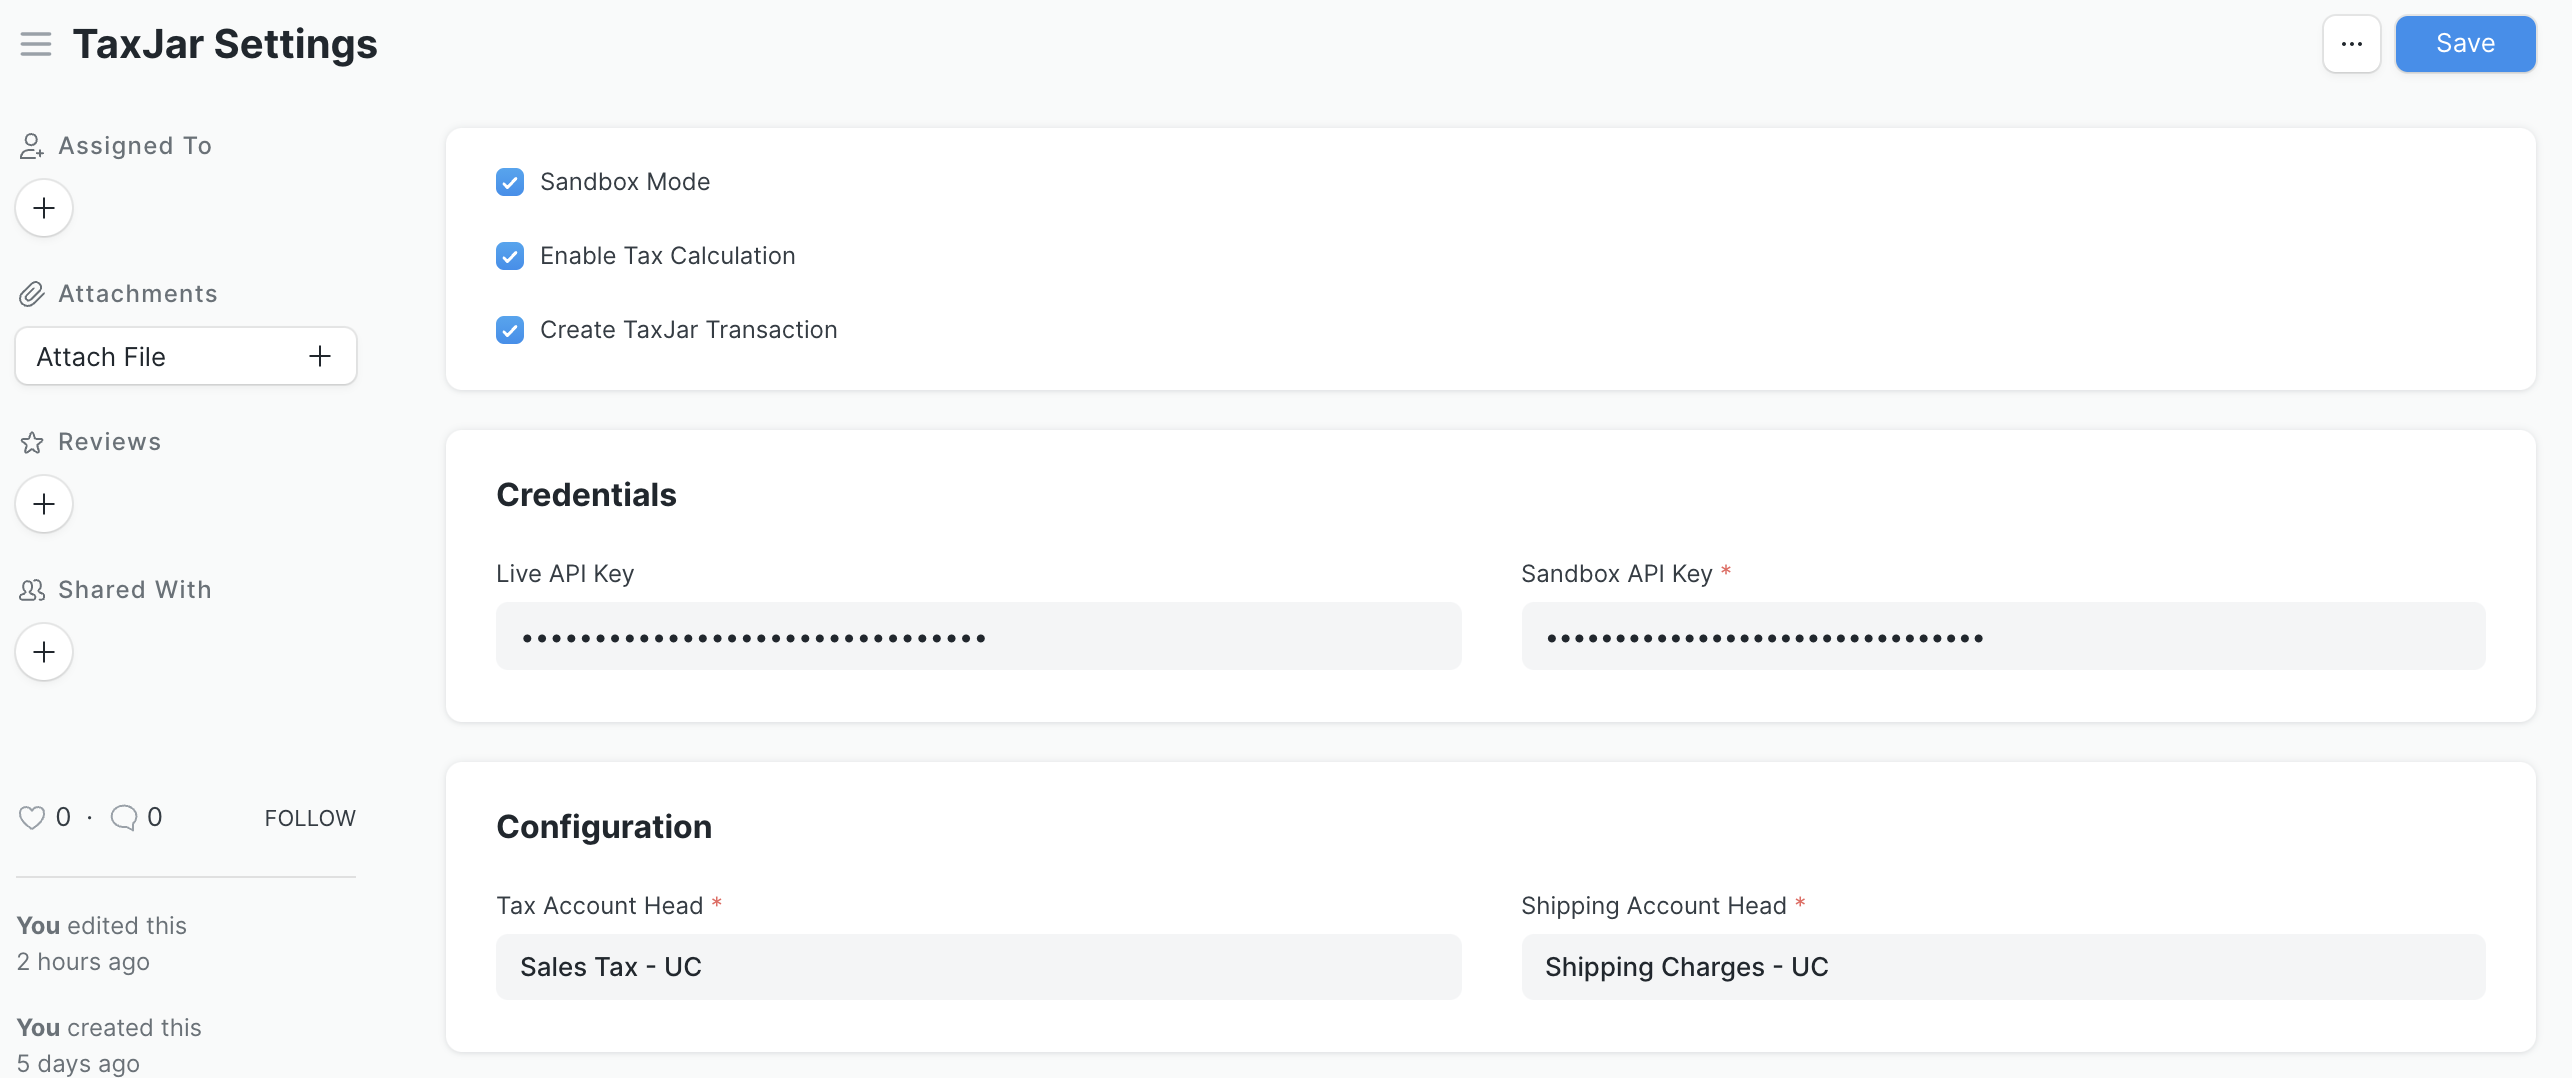 TaxJar Settings
Save
Assigned To
Attachments
Attach File
Reviews
Shared With
0 · 0 FOLLOW
You edited this
2 hours ago
You created this
5 days ago
Sandbox Mode
Enable Tax Calculation
Create TaxJar Transaction
Credentials
Live API Key
Sandbox API Key *
••••••••••••••••••••••••••••••••
••••••••••••••••••••••••••••••••
Configuration
Tax Account Head *
Shipping Account Head *
Sales Tax - UC
Shipping Charges - UC